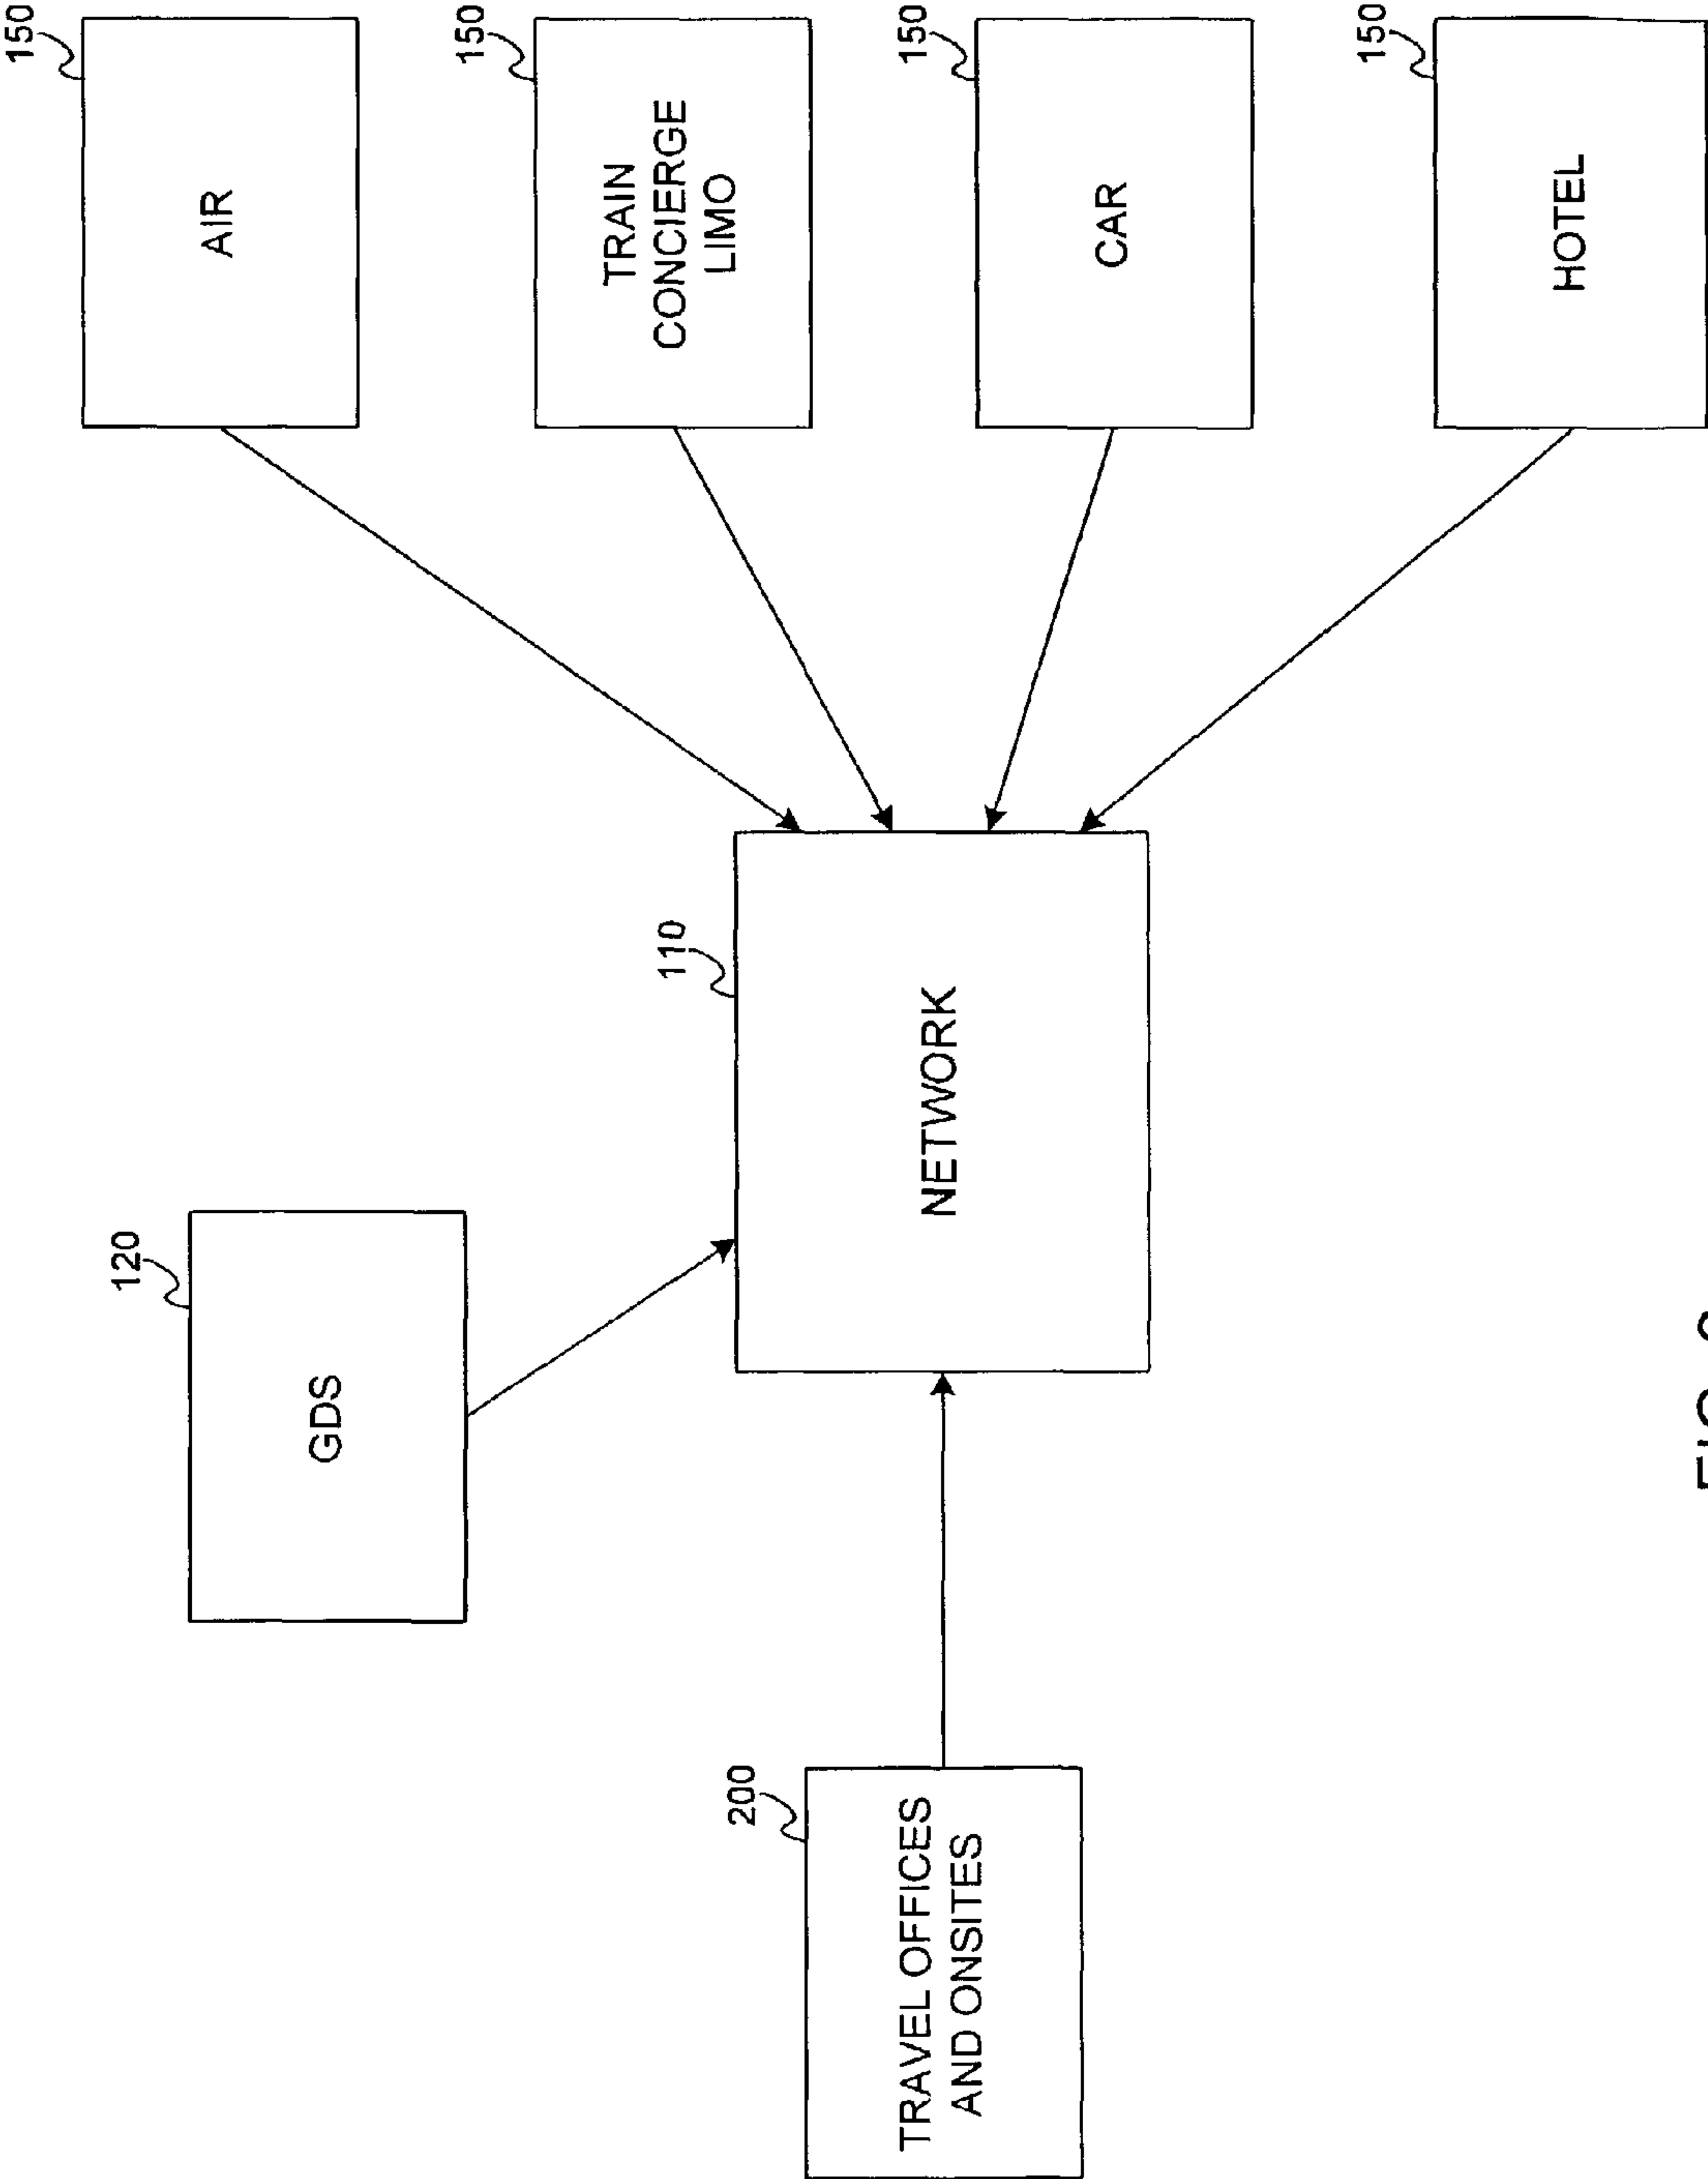 150
AIR
120
GDS
150
TRAIN
CONCIERGE
LIMO
110
NETWORK
200
TRAVEL OFFICES
AND ONSITES
150
CAR
150
HOTEL